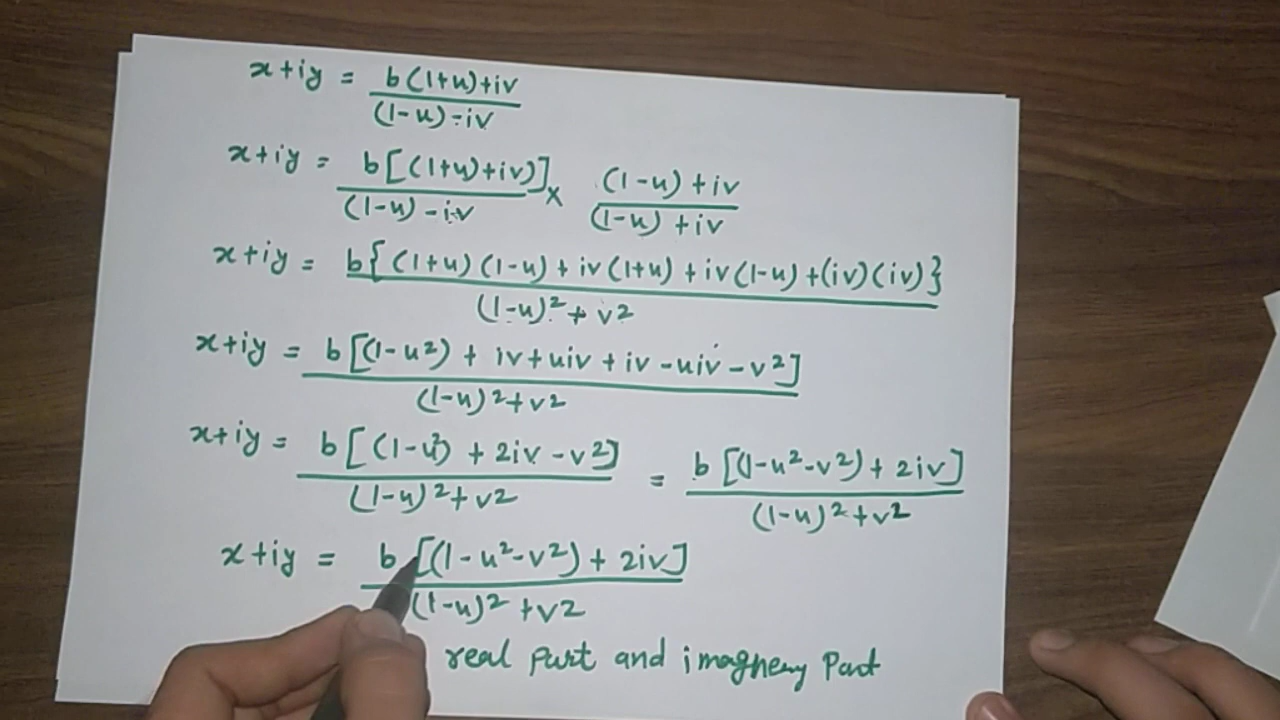 x+iy = b(1+u)+iv / (1-u)-iv
x+iy = b[(1+u)+iv)] / (1-u)-iv × (1-u)+iv / (1-u)+iv
x+iy = b{(1+u)(1-u)+iv(1+u)+iv(1-u)+(iv)(iv)} / (1-u)²+v²
x+iy = b[(1-u²)+iv+uiv+iv-uiv-v²] / (1-u)²+v²
x+iy = b[(1-u²)+2iv-v²] / (1-u)²+v² = b[(1-u²-v²)+2iv] / (1-u)²+v²
x+iy = b[(1-u²-v²)+2iv] / (1-u)²+v²
real part and imagneny Part